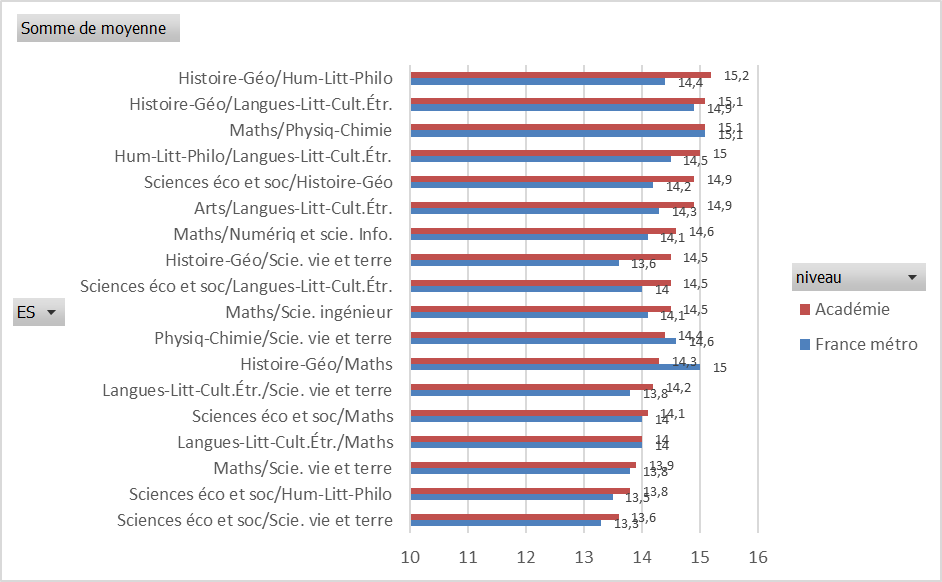 Somme de moyenne
Histoire-Géo/Hum-Litt-Philo 15,2
14,4
Histoire-Géo/Langues-Litt-Cult.Étr. 15,1
14,9
Maths/Physiq-Chimie 15,1
15,1
Hum-Litt-Philo/Langues-Litt-Cult.Étr. 15
14,5
Sciences éco et soc/Histoire-Géo 14,9
14,2
Arts/Langues-Litt-Cult.Étr. 14,9
14,3
Maths/Numériq et scie. Info. 14,6
14,1
Histoire-Géo/Scie. vie et terre 14,5
13,6
Sciences éco et soc/Langues-Litt-Cult.Étr. 14,5
14
Maths/Scie. ingénieur 14,5
14,1
Physiq-Chimie/Scie. vie et terre 14,4
14,6
Histoire-Géo/Maths 14,3
15
Langues-Litt-Cult.Étr./Scie. vie et terre 14,2
13,8
Sciences éco et soc/Maths 14,1
14
Langues-Litt-Cult.Étr./Maths 14
14
Maths/Scie. vie et terre 13,9
13,8
Sciences éco et soc/Hum-Litt-Philo 13,8
13,5
Sciences éco et soc/Scie. vie et terre 13,6
13,3
10 11 12 13 14 15 16
ES
niveau
Académie
France métro